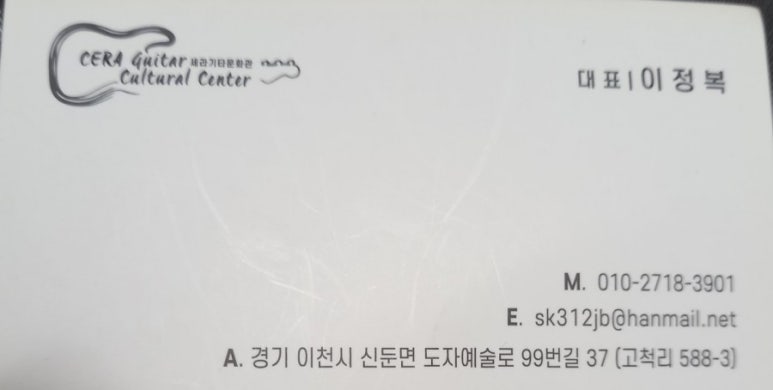 CERA Guitar 세라기타문화관
Cultural Center
대표 | 이정복
M. 010-2718-3901
E. sk312jb@hanmail.net
A. 경기 이천시 신둔면 도자예술로 99번길 37 (고척리 588-3)